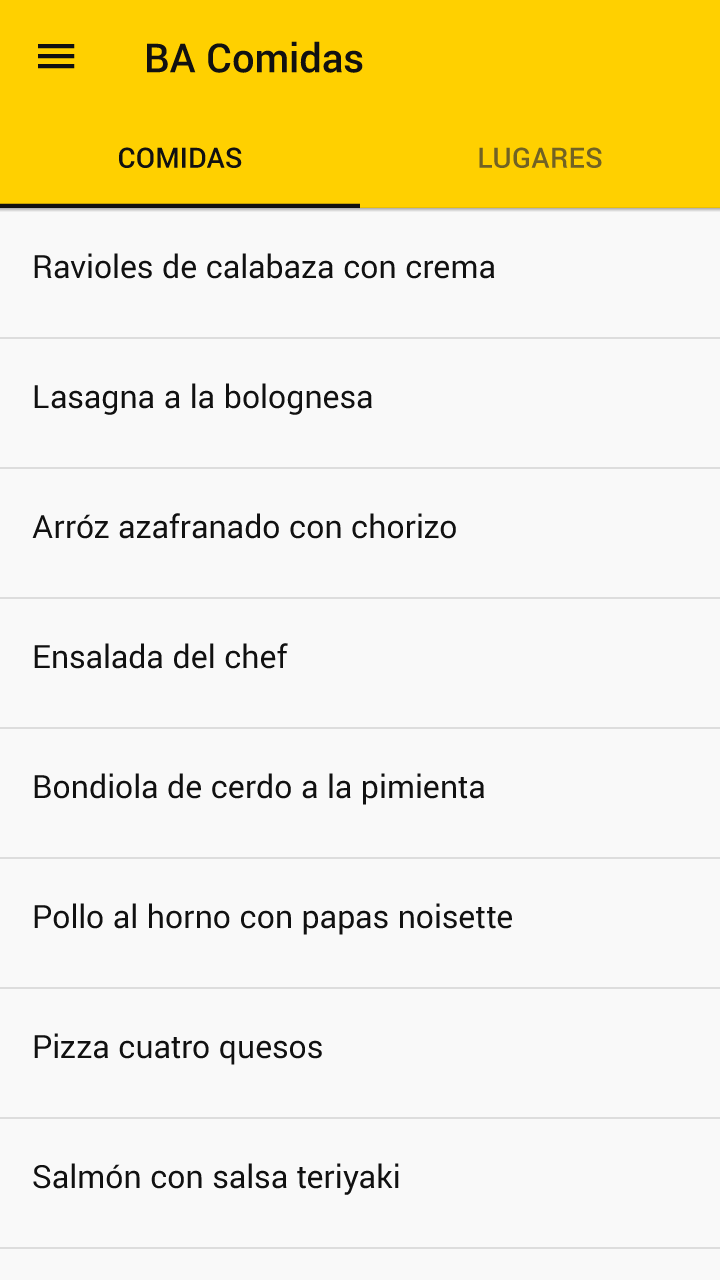 BA Comidas
COMIDAS
LUGARES
Ravioles de calabaza con crema
Lasagna a la bolognesa
Arróz azafranado con chorizo
Ensalada del chef
Bondiola de cerdo a la pimienta
Pollo al horno con papas noisette
Pizza cuatro quesos
Salmón con salsa teriyaki